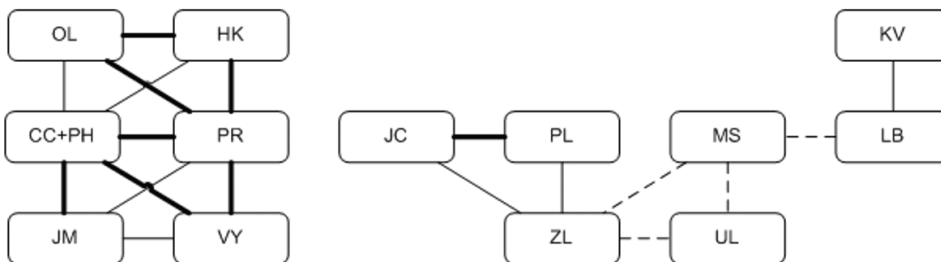 OL HK KV
CC+PH PR JC PL MS LB
JM VY ZL UL